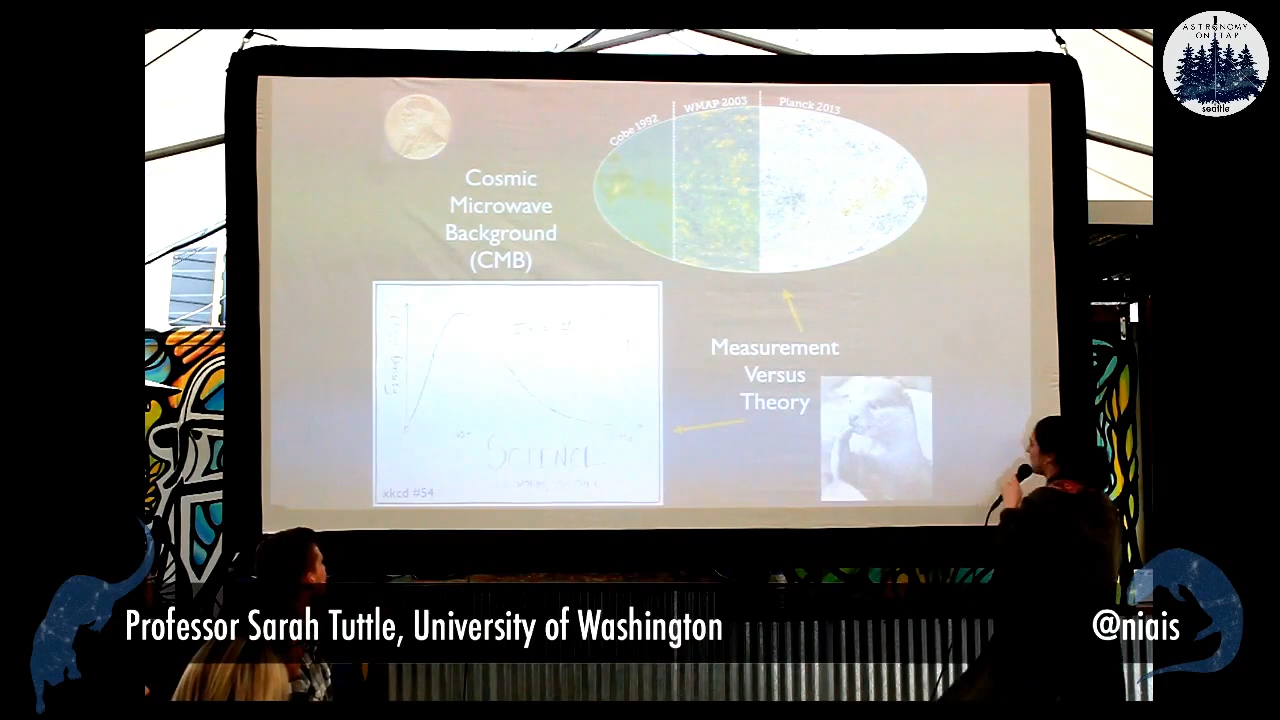 ASTRONOMY
ON TAP
seattle
Cobe 1992
WMAP 2003
Planck 2013
Cosmic
Microwave
Background
(CMB)
Measurement
Versus
Theory
SCIENCE
xkcd #54
Professor Sarah Tuttle, University of Washington
@niais